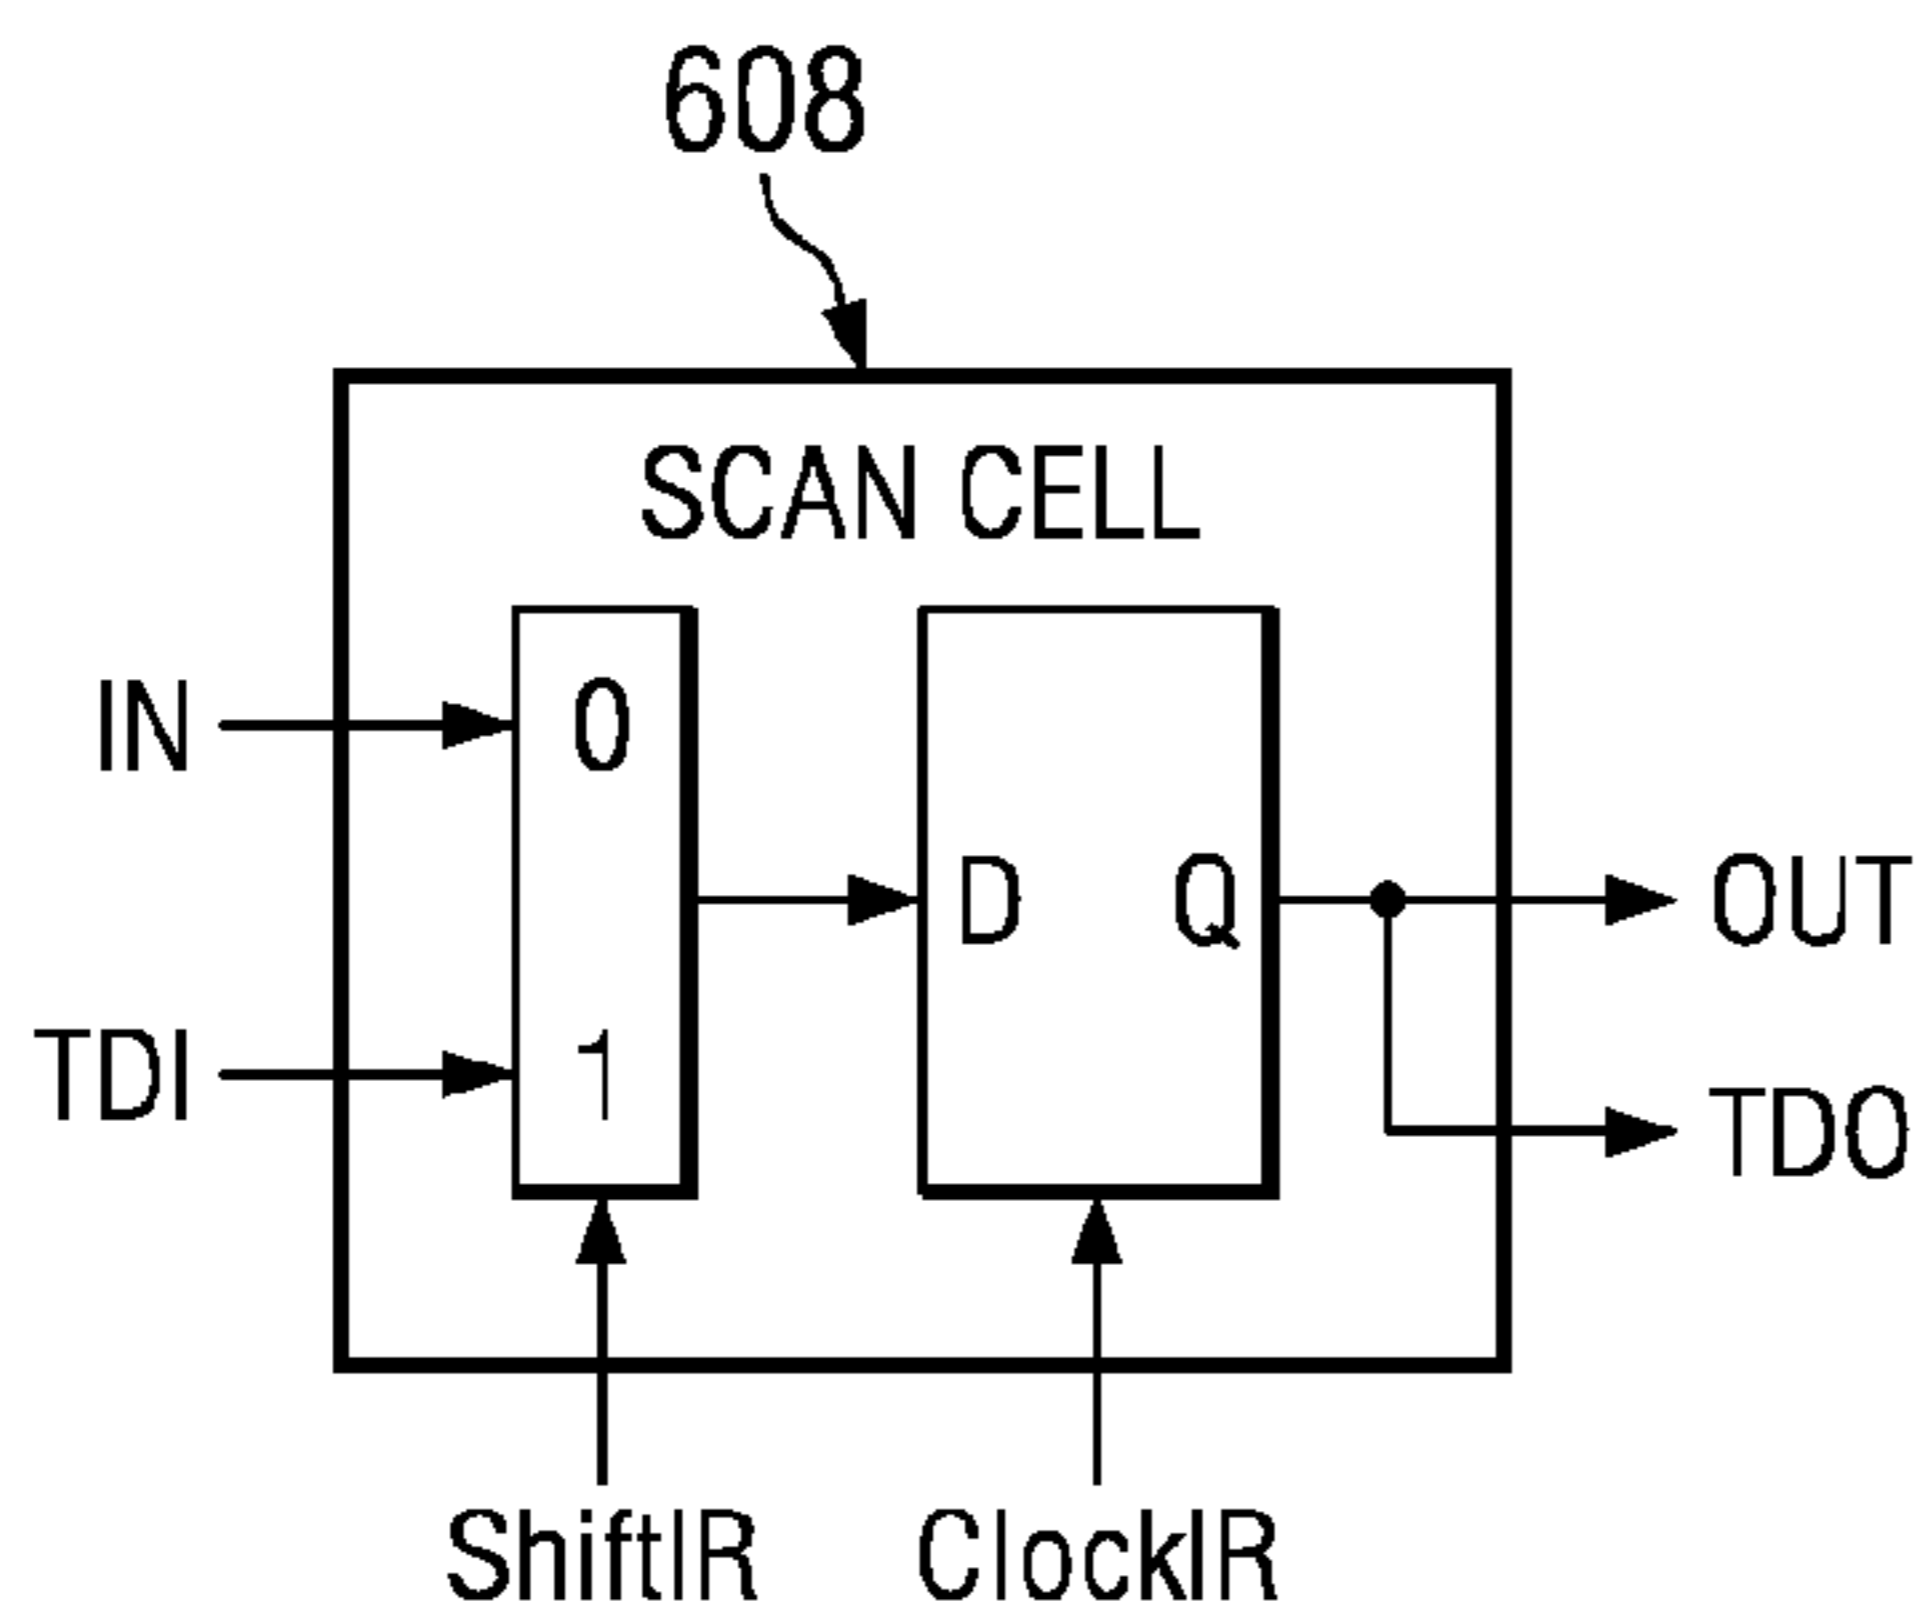 608
SCAN CELL
IN
0
D
Q
OUT
TDI
1
TDO
ShiftIR
ClockIR